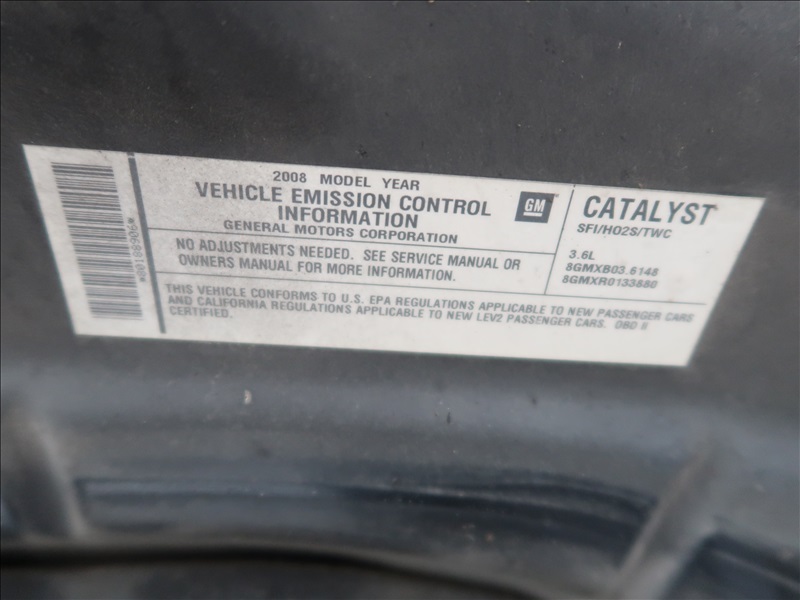 2008 MODEL YEAR
VEHICLE EMISSION CONTROL
INFORMATION
GENERAL MOTORS CORPORATION
GM
NO ADJUSTMENTS NEEDED. SEE SERVICE MANUAL OR
OWNERS MANUAL FOR MORE INFORMATION.
CATALYST
SFI/HO2S/TWC
3.6L
8GMXB03.6148
8GMXR0133880
THIS VEHICLE CONFORMS TO U.S. EPA REGULATIONS APPLICABLE TO NEW PASSENGER CARS
AND CALIFORNIA REGULATIONS APPLICABLE TO NEW LEV2 PASSENGER CARS. OBD II
CERTIFIED.